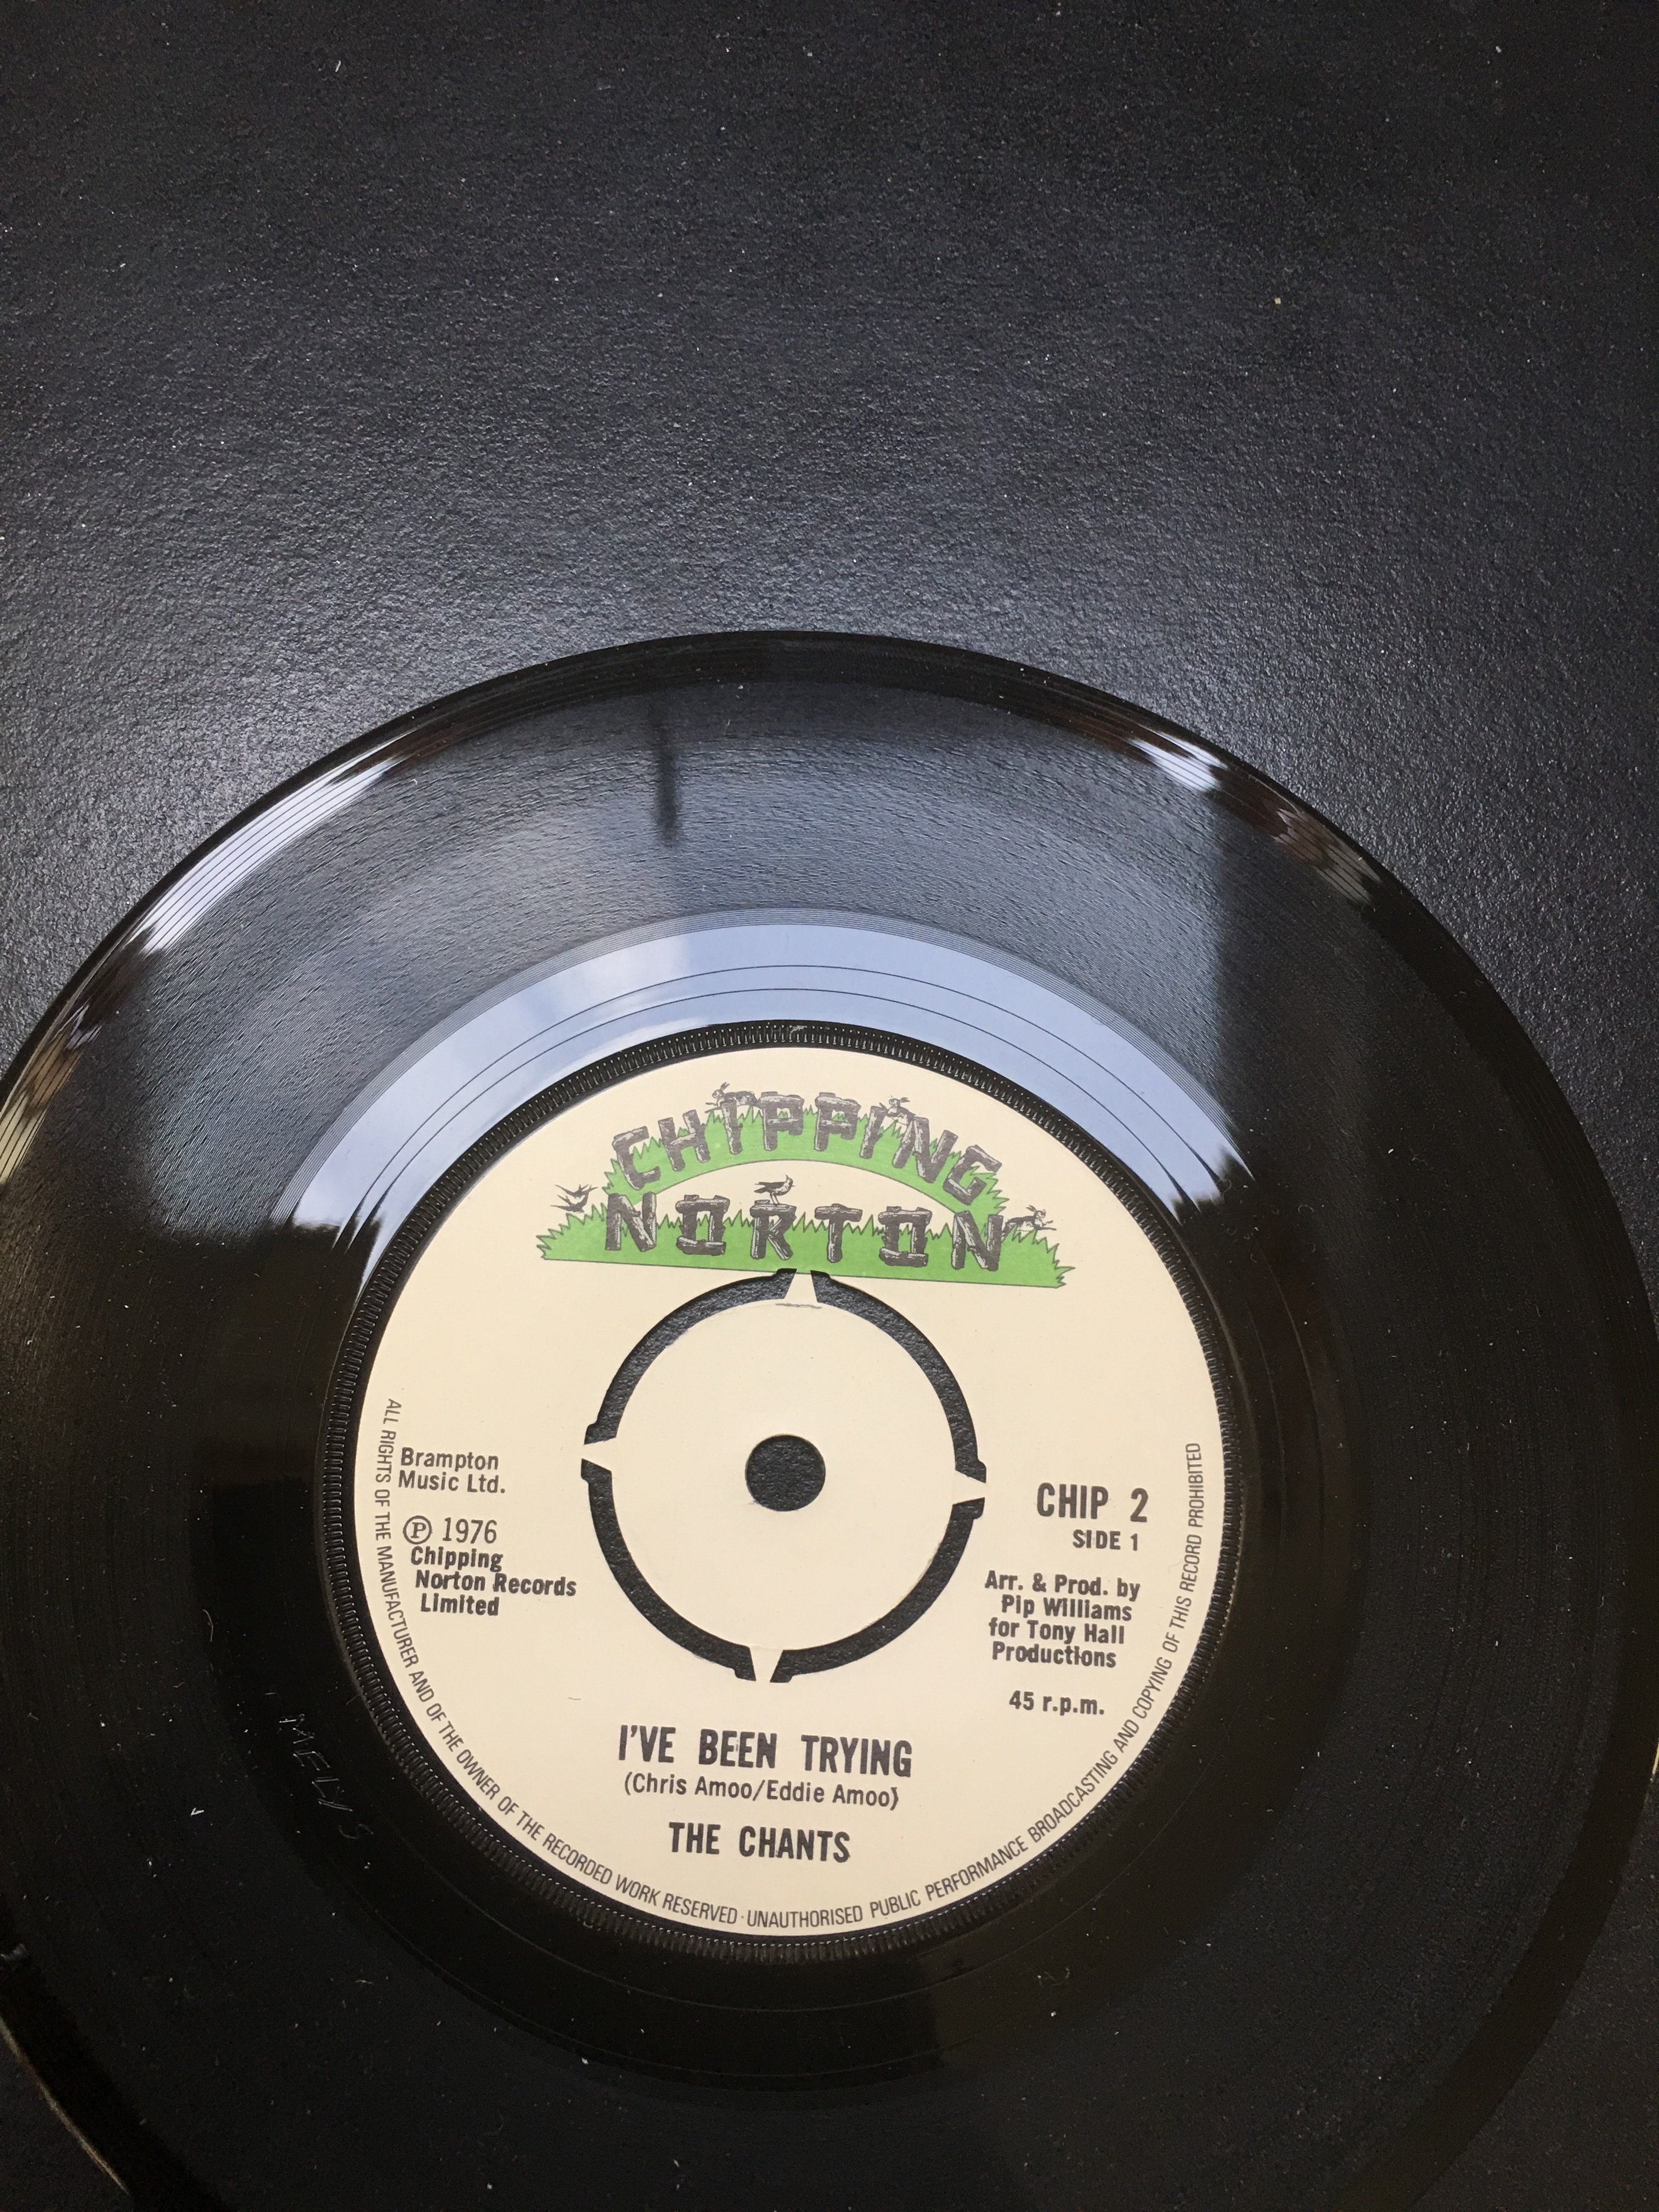 CHIPPING
NORTON
Brampton
Music Ltd.
Ⓟ 1976
Chipping
Norton Records
Limited
CHIP 2
SIDE 1
Arr. & Prod. by
Pip Williams
for Tony Hall
Productions
45 r.p.m.
I'VE BEEN TRYING
(Chris Amoo/Eddie Amoo)
THE CHANTS
ALL RIGHTS OF THE MANUFACTURER AND OF THE OWNER OF THE RECORDED WORK RESERVED · UNAUTHORISED PUBLIC PERFORMANCE BROADCASTING AND COPYING OF THIS RECORD PROHIBITED